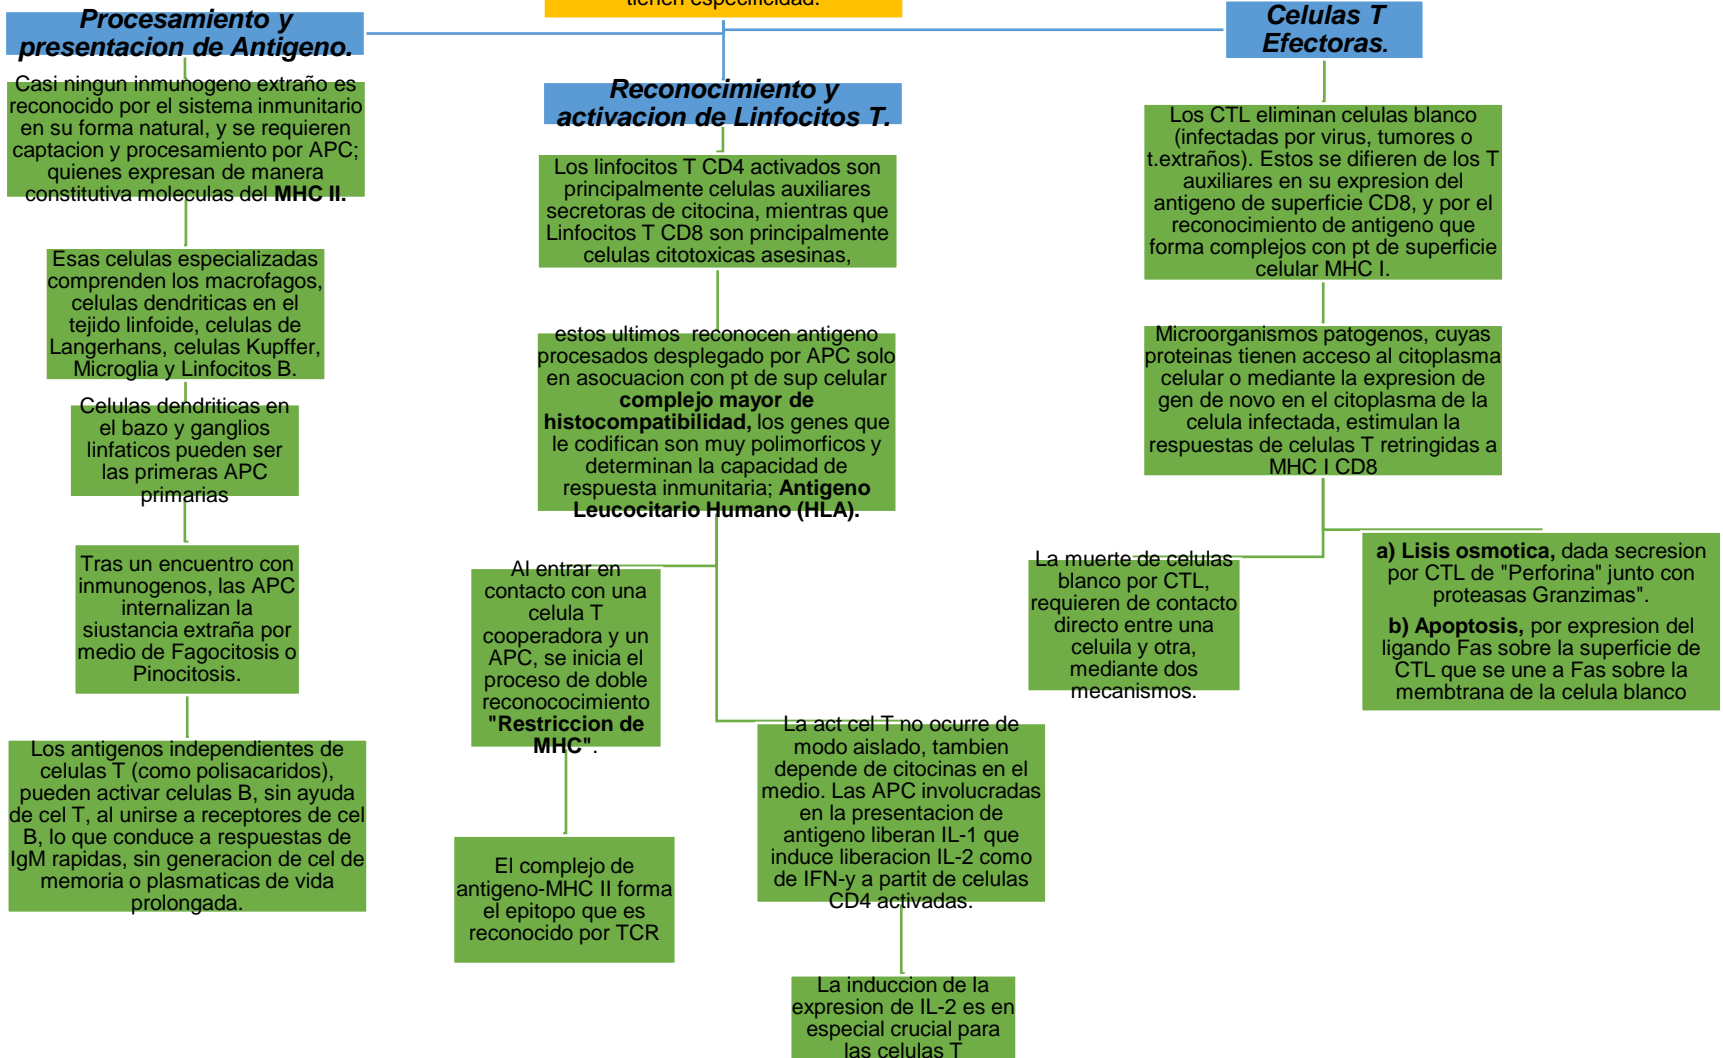 tienen especificidad.
Procesamiento y
presentacion de Antigeno.
Casi ningun inmunogeno extraño es
reconocido por el sistema inmunitario
en su forma natural, y se requieren
captacion y procesamiento por APC;
quienes expresan de manera
constitutiva moleculas del MHC II.
Esas celulas especializadas
comprenden los macrofagos,
celulas dendriticas en el
tejido linfoide, celulas de
Langerhans, celulas Kupffer,
Microglia y Linfocitos B.
Celulas dendriticas en
el bazo y ganglios
linfaticos pueden ser
las primeras APC
primarias
Tras un encuentro con
inmunogenos, las APC
internalizan la
siustancia extraña por
medio de Fagocitosis o
Pinocitosis.
Los antigenos independientes de
celulas T (como polisacaridos),
pueden activar celulas B, sin ayuda
de cel T, al unirse a receptores de cel
B, lo que conduce a respuestas de
IgM rapidas, sin generacion de cel de
memoria o plasmaticas de vida
prolongada.
Reconocimiento y
activacion de Linfocitos T.
Los linfocitos T CD4 activados son
principalmente celulas auxiliares
secretoras de citocina, mientras que
Linfocitos T CD8 son principalmente
celulas citotoxicas asesinas,
estos ultimos  reconocen antigeno
procesados desplegado por APC solo
en asocuacion con pt de sup celular
complejo mayor de
histocompatibilidad, los genes que
le codifican son muy polimorficos y
determinan la capacidad de
respuesta inmunitaria; Antigeno
Leucocitario Humano (HLA).
Al entrar en
contacto con una
celula T
cooperadora y un
APC, se inicia el
proceso de doble
reconococimiento
"Restriccion de
MHC".
El complejo de
antigeno-MHC II forma
el epitopo que es
reconocido por TCR
La act cel T no ocurre de
modo aislado, tambien
depende de citocinas en el
medio. Las APC involucradas
en la presentacion de
antigeno liberan IL-1 que
induce liberacion IL-2 como
de IFN-y a partit de celulas
CD4 activadas.
La induccion de la
expresion de IL-2 es en
especial crucial para
las celulas T
Celulas T
Efectoras.
Los CTL eliminan celulas blanco
(infectadas por virus, tumores o
t.extraños). Estos se difieren de los T
auxiliares en su expresion del
antigeno de superficie CD8, y por el
reconocimiento de antigeno que
forma complejos con pt de superficie
celular MHC I.
Microorganismos patogenos, cuyas
proteinas tienen acceso al citoplasma
celular o mediante la expresion de
gen de novo en el citoplasma de la
celula infectada, estimulan la
respuestas de celulas T retringidas a
MHC I CD8
La muerte de celulas
blanco por CTL,
requieren de contacto
directo entre una
celuila y otra,
mediante dos
mecanismos.
a) Lisis osmotica, dada secresion
por CTL de "Perforina" junto con
proteasas Granzimas".
b) Apoptosis, por expresion del
ligando Fas sobre la superficie de
CTL que se une a Fas sobre la
membtrana de la celula blanco